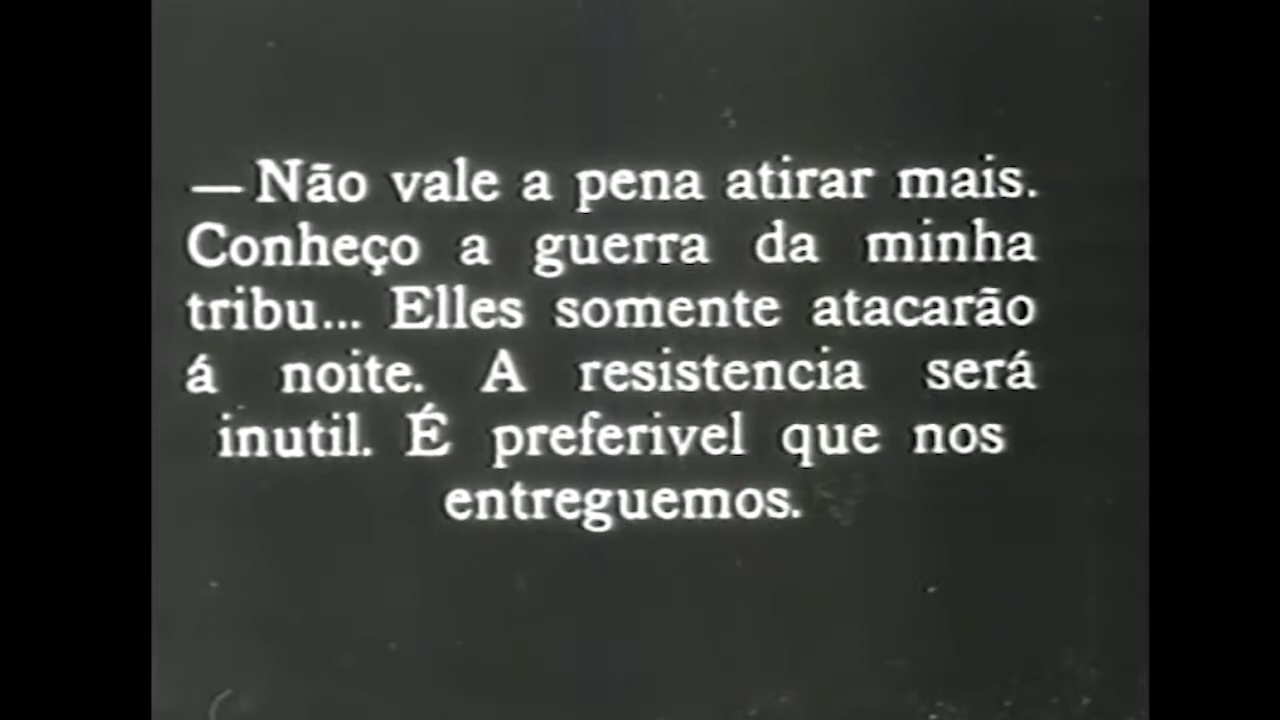 — Não vale a pena atirar mais.
Conheço a guerra da minha
tribu... Elles somente atacarão
á noite. A resistencia será
inutil. É preferivel que nos
entreguemos.